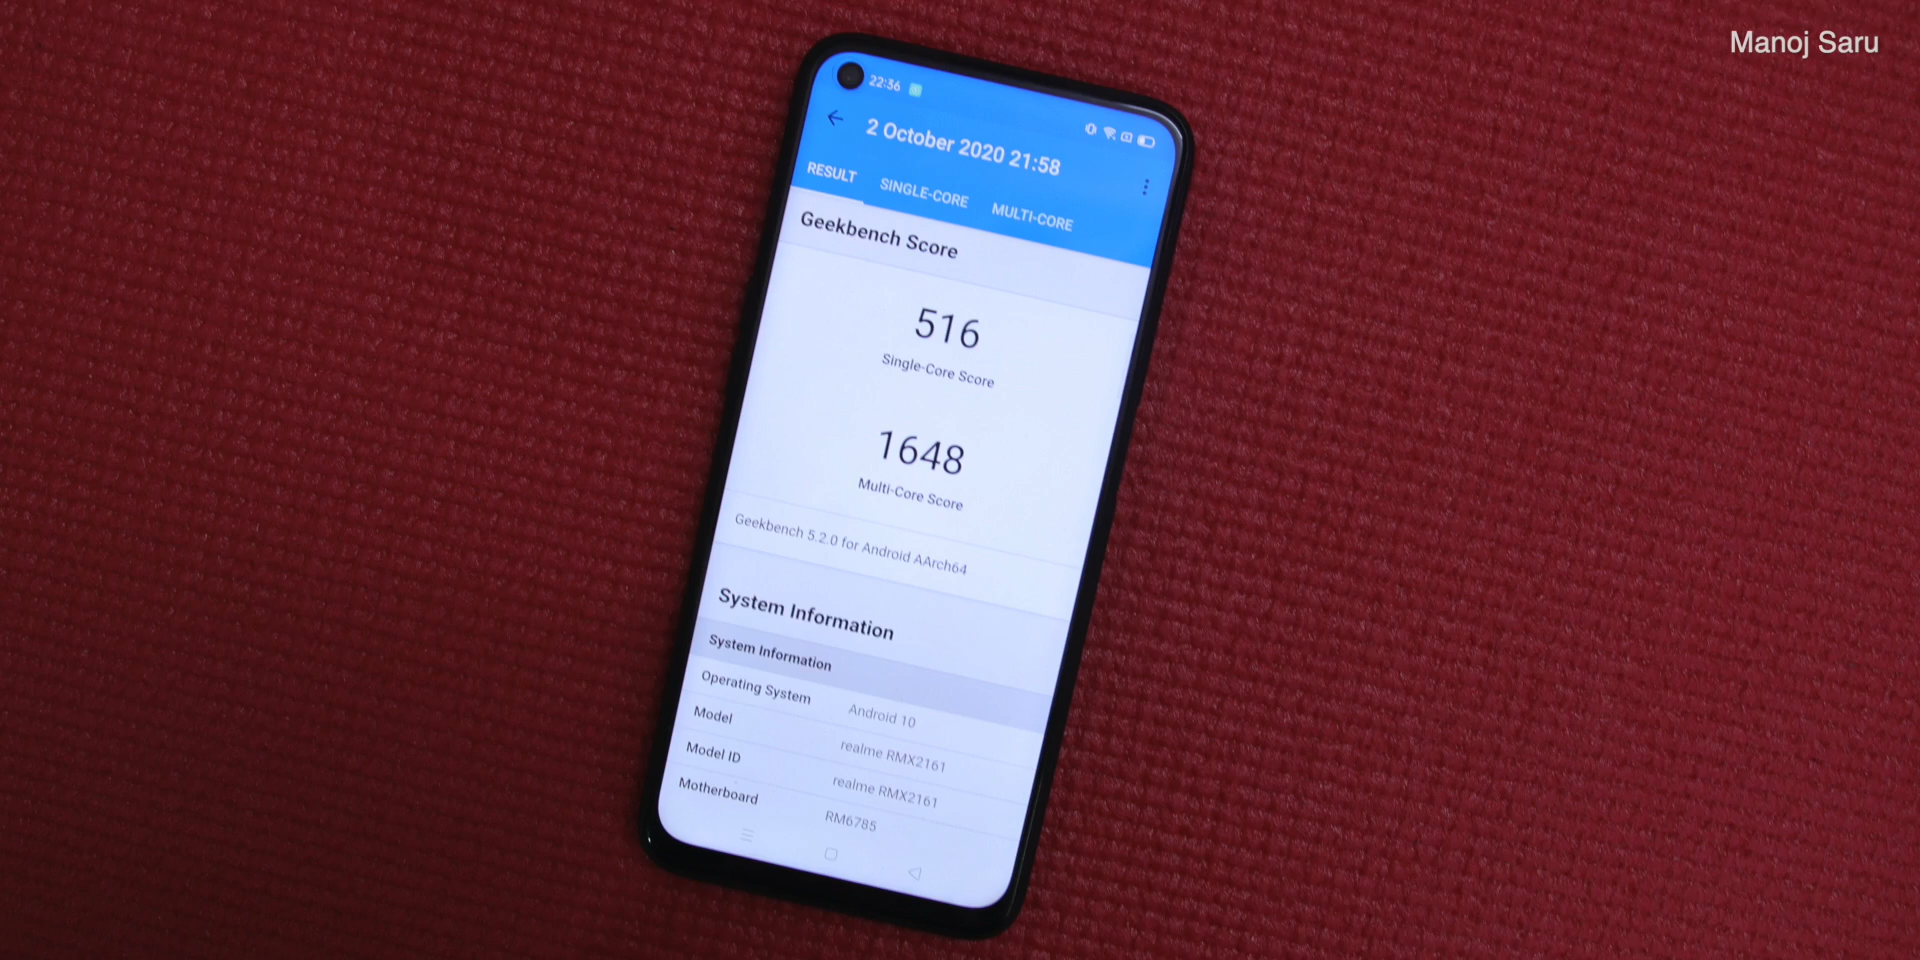 Manoj Saru
22:36
2 October 2020 21:58
RESULT SINGLE-CORE MULTI-CORE
Geekbench Score
516
Single-Core Score
1648
Multi-Core Score
Geekbench 5.2.0 for Android AArch64
System Information
System Information
Operating System Android 10
Model realme RMX2161
Model ID realme RMX2161
Motherboard RM6785